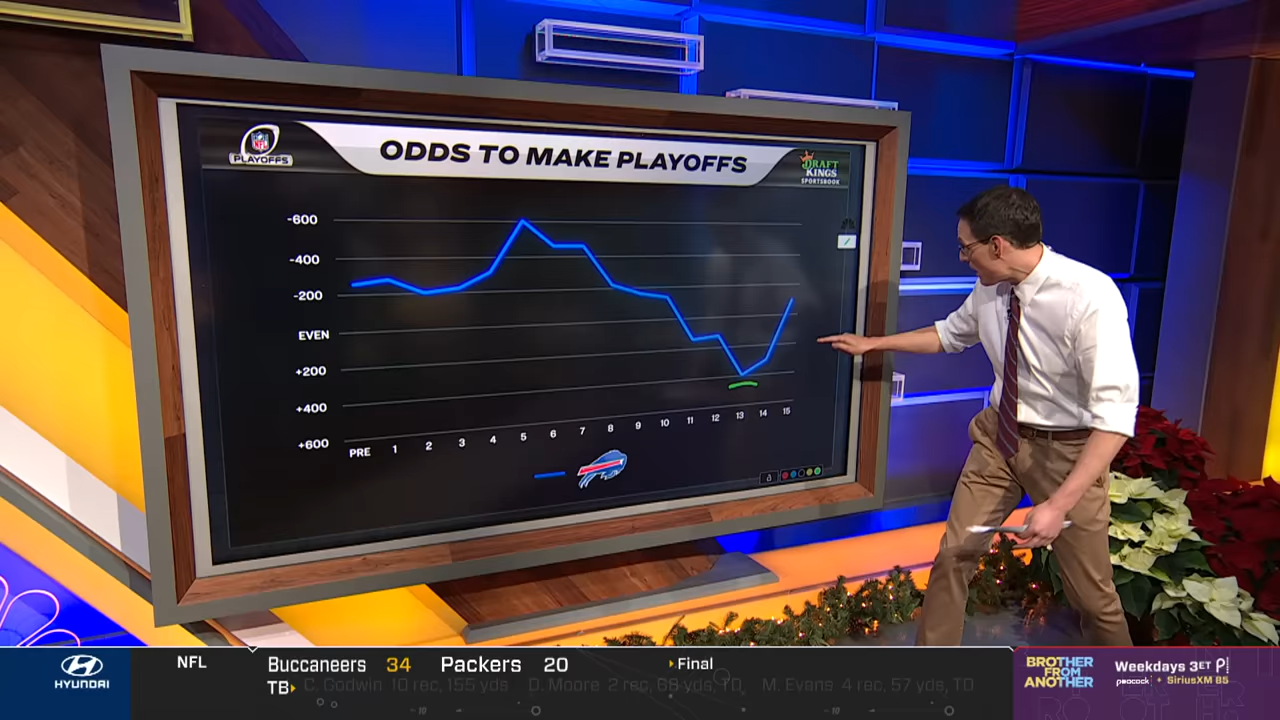 NFL
PLAYOFFS
ODDS TO MAKE PLAYOFFS
DRAFT
KINGS
SPORTSBOOK
-600
-400
-200
EVEN
+200
+400
+600
PRE 1 2 3 4 5 6 7 8 9 10 11 12 13 14 15
HYUNDAI
NFL
Buccaneers 34 Packers 20 Final
TB C. Godwin 10 rec, 155 yds D. Moore 2 rec, 68 yds, TD, M. Evans 4 rec, 57 yds, TD
BROTHER
FROM
ANOTHER
Weekdays 3ET P
peacock + SiriusXM 85